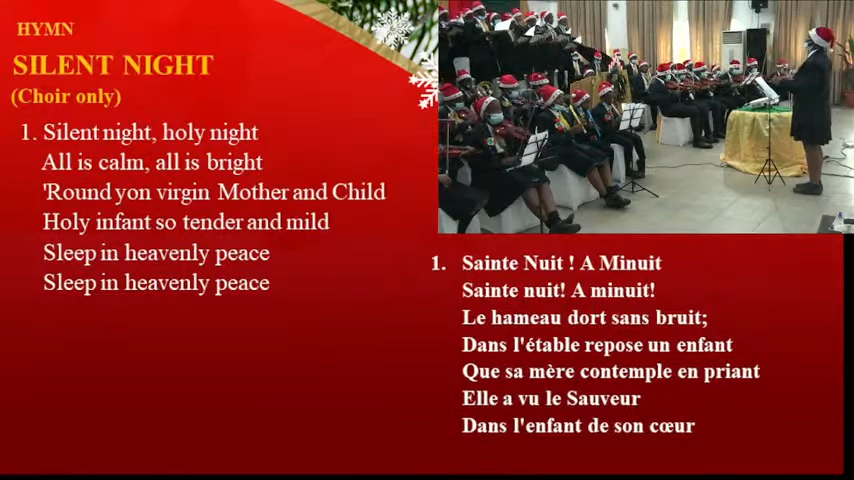 HYMN
SILENT NIGHT
(Choir only)
1. Silent night, holy night
All is calm, all is bright
'Round yon virgin Mother and Child
Holy infant so tender and mild
Sleep in heavenly peace
Sleep in heavenly peace
1. Sainte Nuit ! A Minuit
Sainte nuit! A minuit!
Le hameau dort sans bruit;
Dans l'étable repose un enfant
Que sa mère contemple en priant
Elle a vu le Sauveur
Dans l'enfant de son cœur